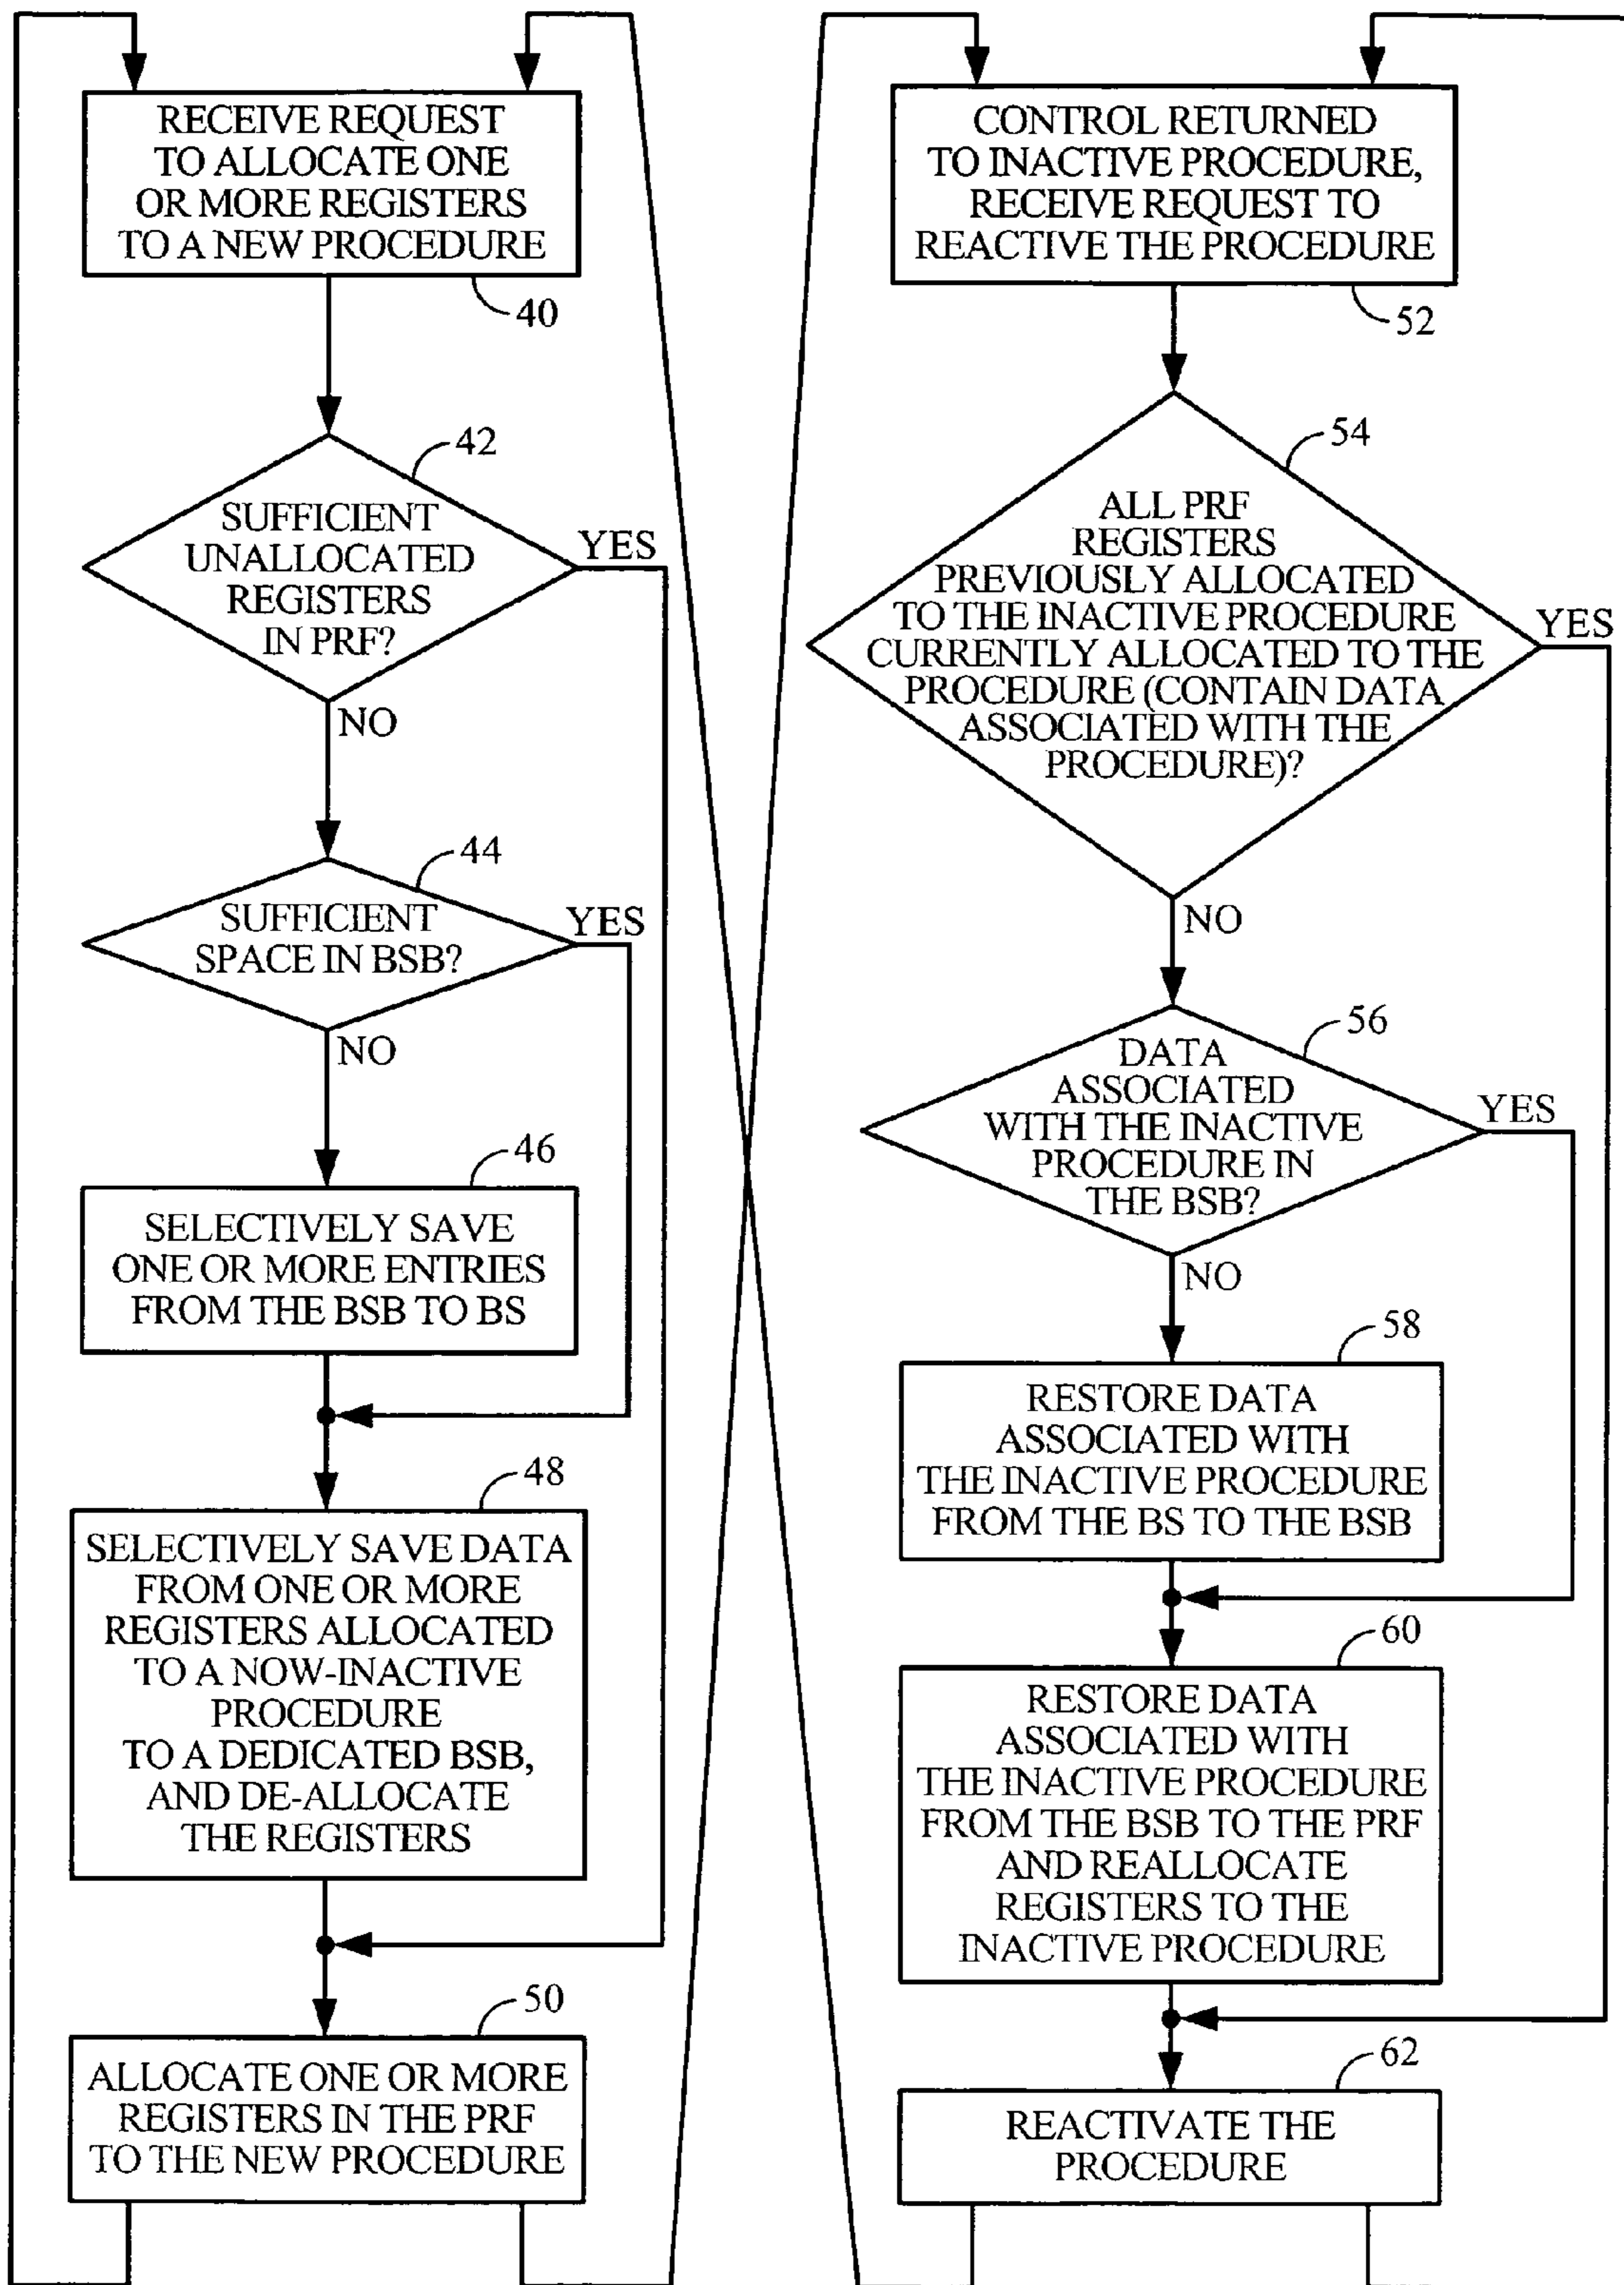 RECEIVE REQUEST
TO ALLOCATE ONE
OR MORE REGISTERS
TO A NEW PROCEDURE
40
42
SUFFICIENT
UNALLOCATED
REGISTERS
IN PRF?
YES
NO
44
SUFFICIENT
SPACE IN BSB?
YES
NO
46
SELECTIVELY SAVE
ONE OR MORE ENTRIES
FROM THE BSB TO BS
48
SELECTIVELY SAVE DATA
FROM ONE OR MORE
REGISTERS ALLOCATED
TO A NOW-INACTIVE
PROCEDURE
TO A DEDICATED BSB,
AND DE-ALLOCATE
THE REGISTERS
50
ALLOCATE ONE OR MORE
REGISTERS IN THE PRF
TO THE NEW PROCEDURE
CONTROL RETURNED
TO INACTIVE PROCEDURE,
RECEIVE REQUEST TO
REACTIVE THE PROCEDURE
52
54
ALL PRF
REGISTERS
PREVIOUSLY ALLOCATED
TO THE INACTIVE PROCEDURE
CURRENTLY ALLOCATED TO THE
PROCEDURE (CONTAIN DATA
ASSOCIATED WITH THE
PROCEDURE)?
YES
NO
56
DATA
ASSOCIATED
WITH THE INACTIVE
PROCEDURE IN
THE BSB?
YES
NO
58
RESTORE DATA
ASSOCIATED WITH
THE INACTIVE PROCEDURE
FROM THE BS TO THE BSB
60
RESTORE DATA
ASSOCIATED WITH
THE INACTIVE PROCEDURE
FROM THE BSB TO THE PRF
AND REALLOCATE
REGISTERS TO THE
INACTIVE PROCEDURE
62
REACTIVATE THE
PROCEDURE